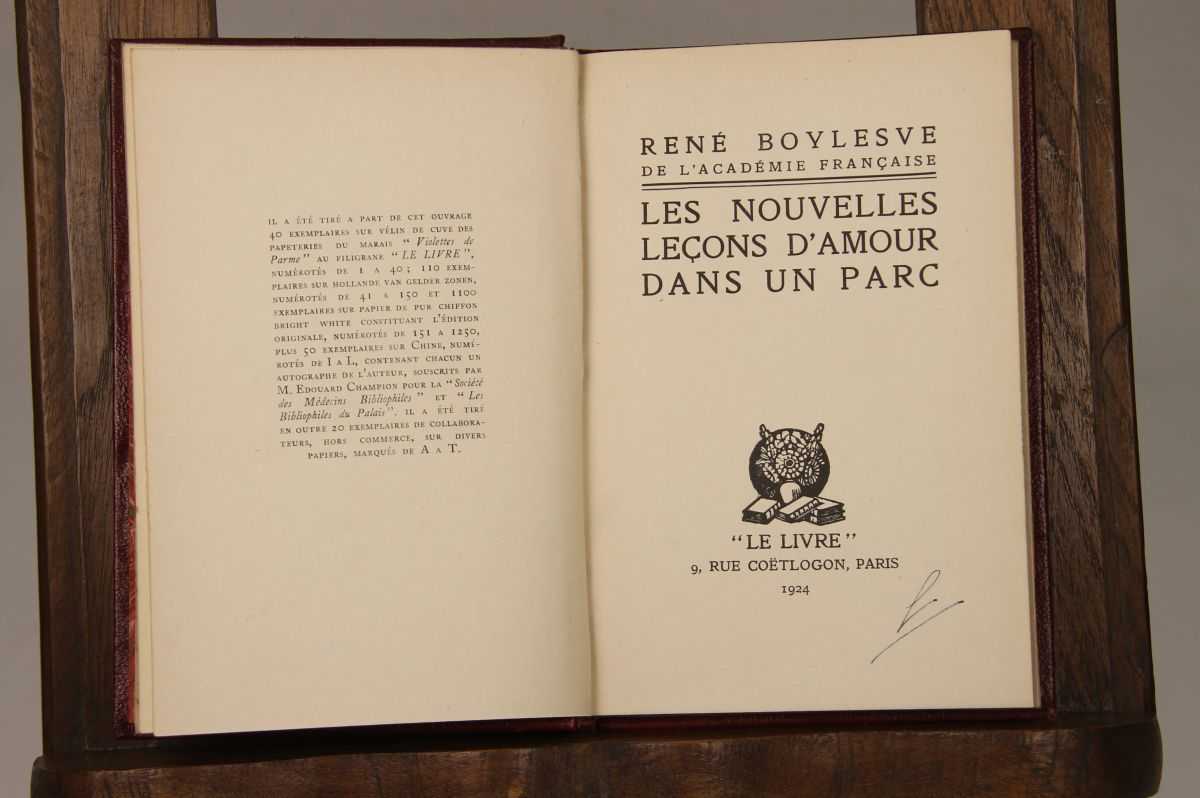 IL A ÉTÉ TIRÉ A PART DE CET OUVRAGE
40 EXEMPLAIRES SUR VÉLIN DE CUVE DES
PAPETERIES DU MARAIS “Violettes de
Parme” AU FILIGRANE “LE LIVRE”,
NUMÉROTÉS DE 1 A 40; 110 EXEM-
PLAIRES SUR HOLLANDE VAN GELDER ZONEN,
NUMÉROTÉS DE 41 A 150 ET 1100
EXEMPLAIRES SUR PAPIER DE PUR CHIFFON
BRIGHT WHITE CONSTITUANT L'ÉDITION
ORIGINALE, NUMÉROTÉS DE 151 A 1250,
PLUS 50 EXEMPLAIRES SUR CHINE, NUMÉ-
ROTÉS DE I A L, CONTENANT CHACUN UN
AUTOGRAPHE DE L'AUTEUR, SOUSCRITS PAR
M. EDOUARD CHAMPION POUR LA “Société
des Médecins Bibliophiles” ET “Les
Bibliophiles du Palais”. IL A ÉTÉ TIRÉ
EN OUTRE 20 EXEMPLAIRES DE COLLABORA-
TEURS, HORS COMMERCE, SUR DIVERS
PAPIERS, MARQUÉS DE A A T.
RENÉ BOYLESVE
DE L'ACADÉMIE FRANÇAISE
LES NOUVELLES
LEÇONS D'AMOUR
DANS UN PARC
“LE LIVRE”
9, RUE COËTLOGON, PARIS
1924